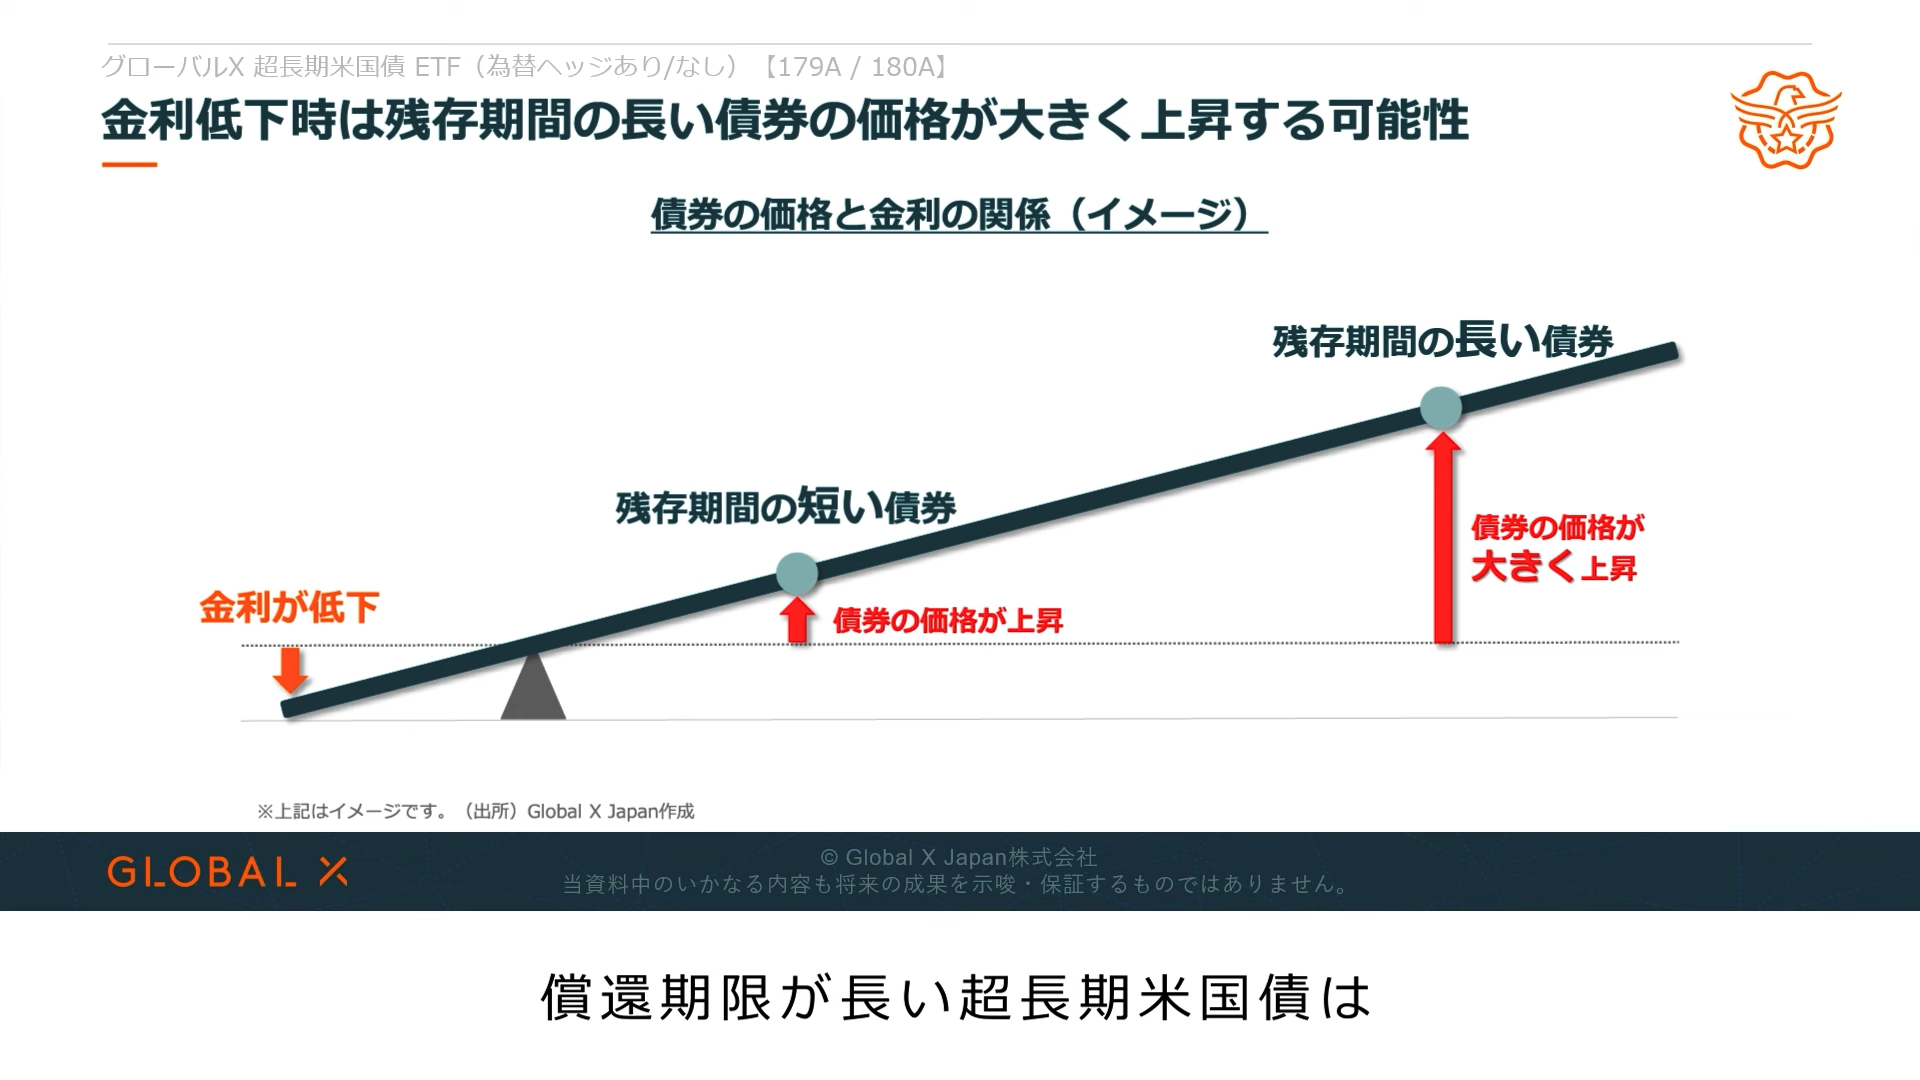 グローバルX 超長期米国債 ETF（為替ヘッジあり/なし）【179A / 180A】
金利低下時は残存期間の長い債券の価格が大きく上昇する可能性
債券の価格と金利の関係（イメージ）
残存期間の長い債券
残存期間の短い債券
債券の価格が
大きく上昇
金利が低下
債券の価格が上昇
※上記はイメージです。（出所）Global X Japan作成
GLOBAL X
© Global X Japan株式会社
当資料中のいかなる内容も将来の成果を示唆・保証するものではありません。
償還期限が長い超長期米国債は